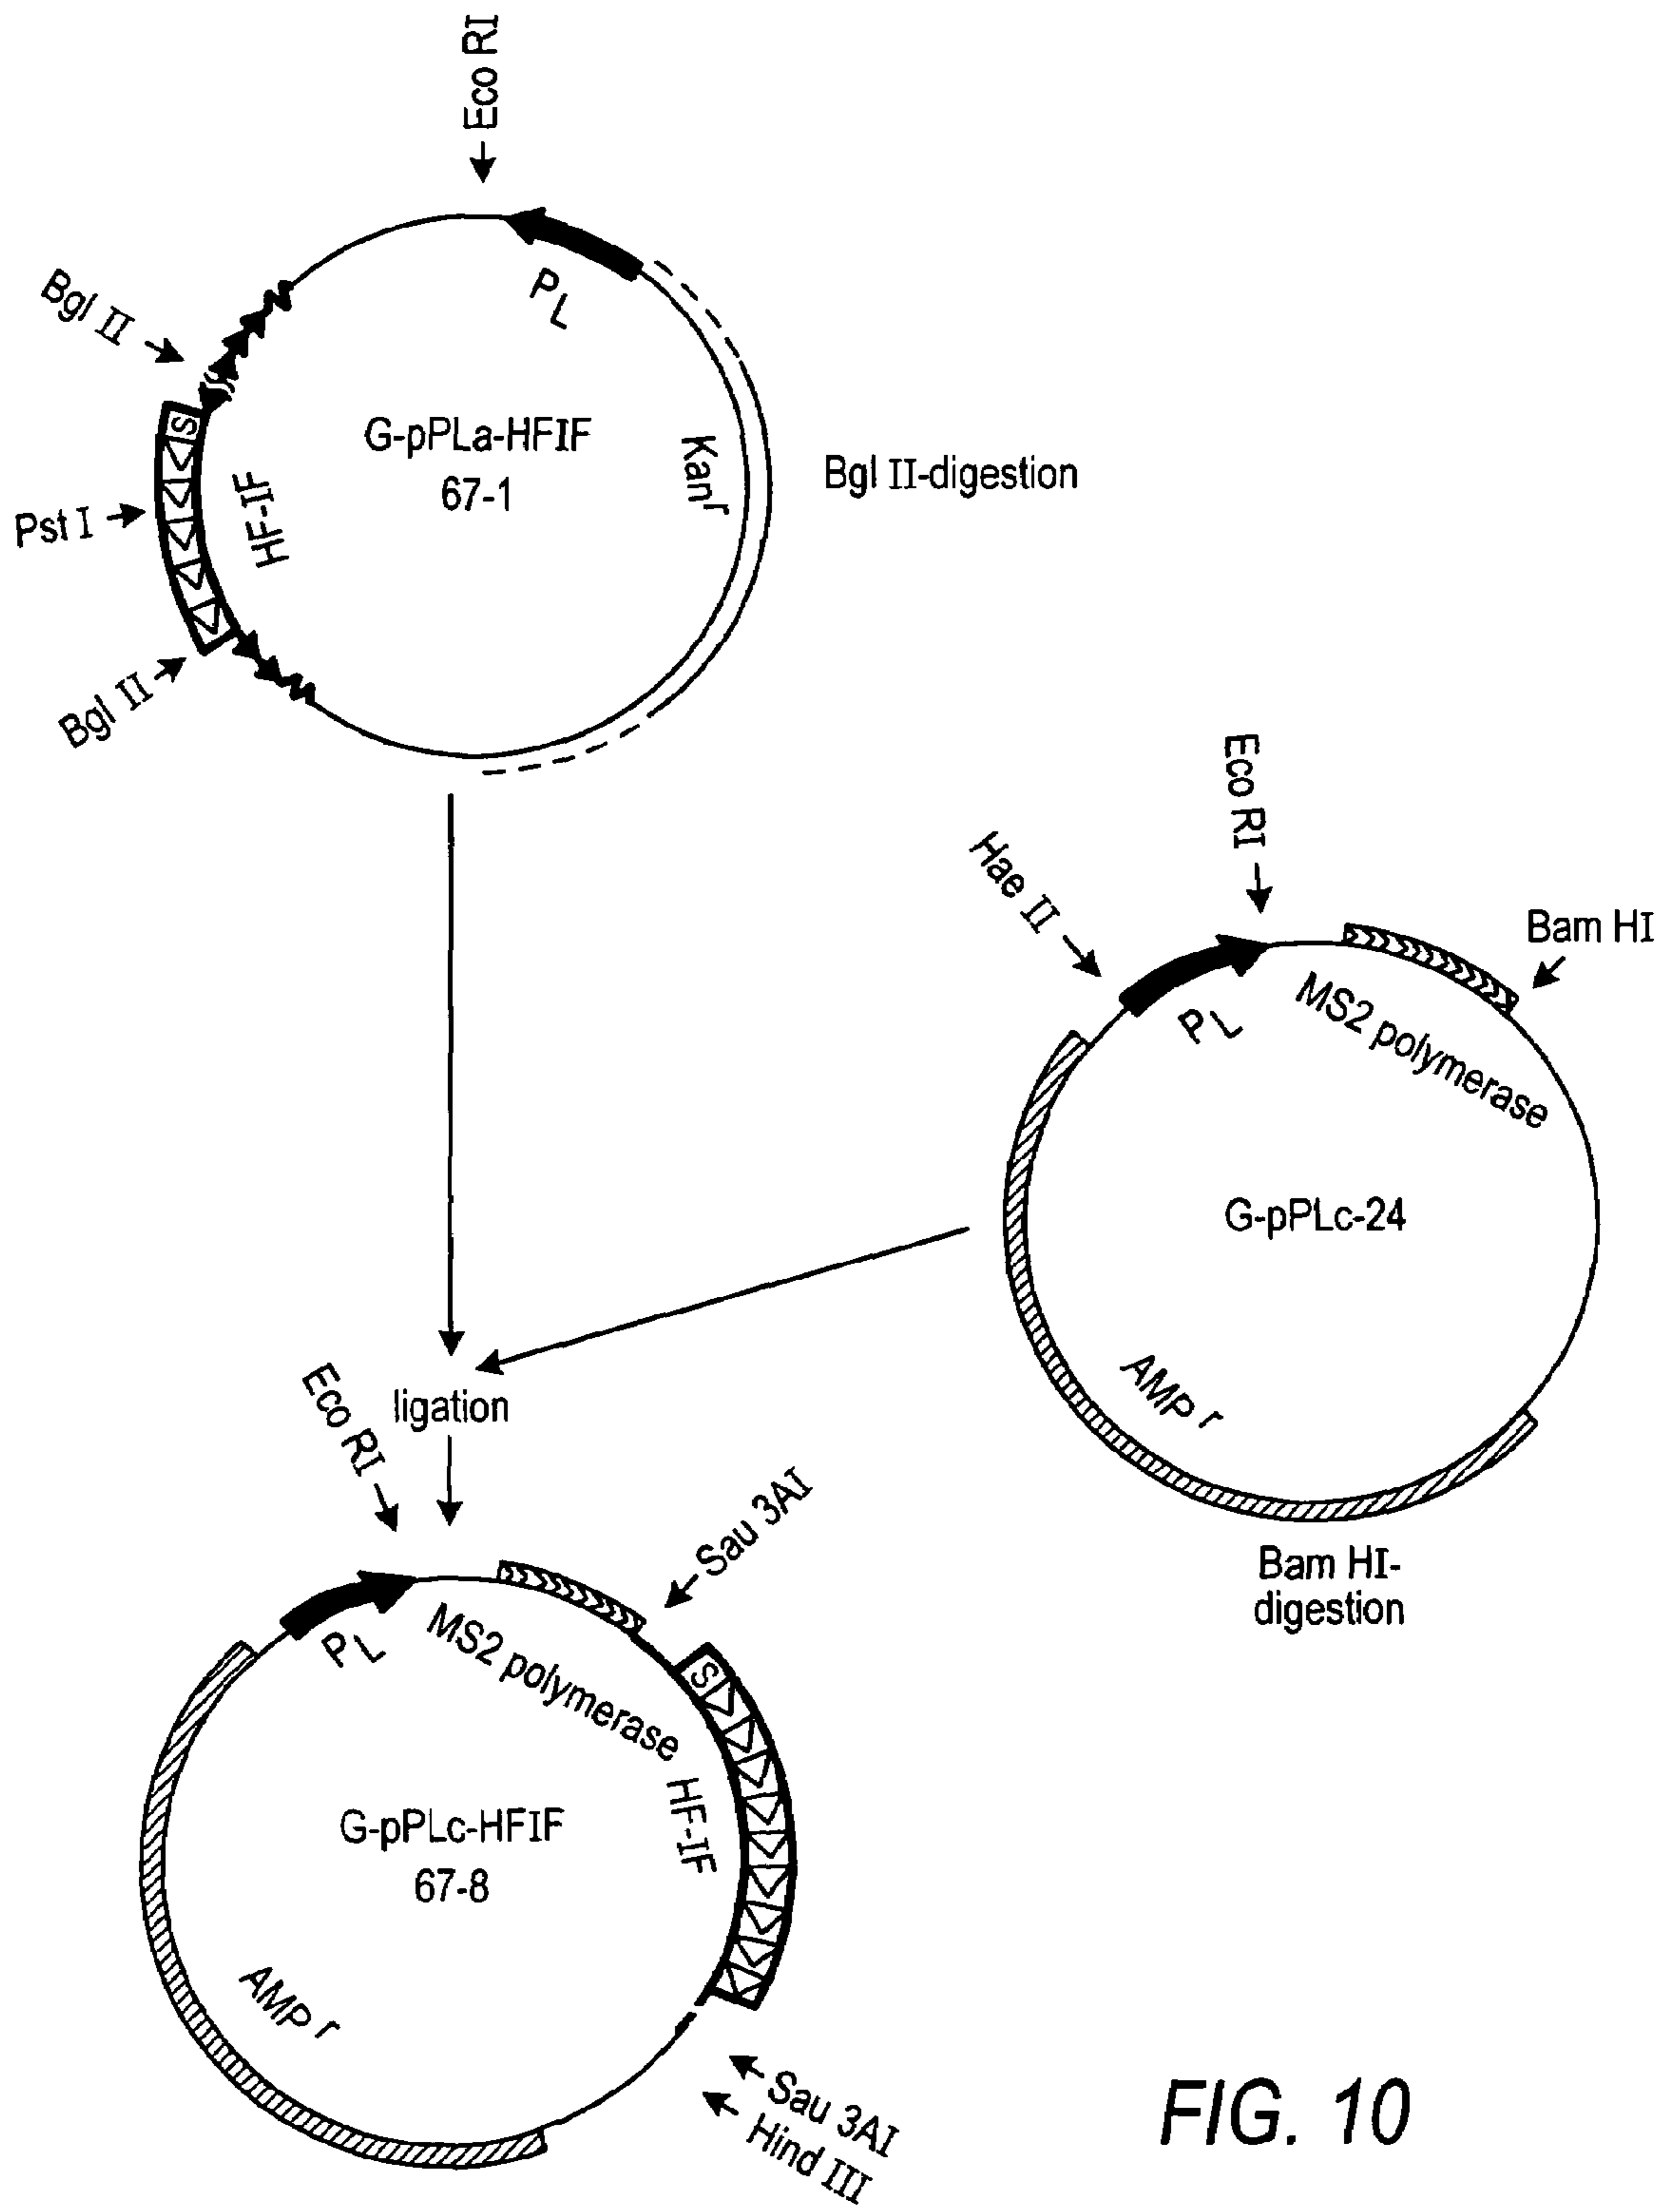 Eco RI
Bgl II
PL
G-pPLa-HFIF
67-1
Kanr
Bgl II-digestion
S
HF-IF
Pst I
Bgl II
Eco RI
Hae II
Bam HI
PL
MS2 polymerase
G-pPLc-24
AMP r
Bam HI-
digestion
ligation
Eco RI
Sau 3AI
PL
MS2 polymerase
S
HF-IF
G-pPLc-HFIF
67-8
AMP r
Sau 3AI
Hind III
FIG. 10